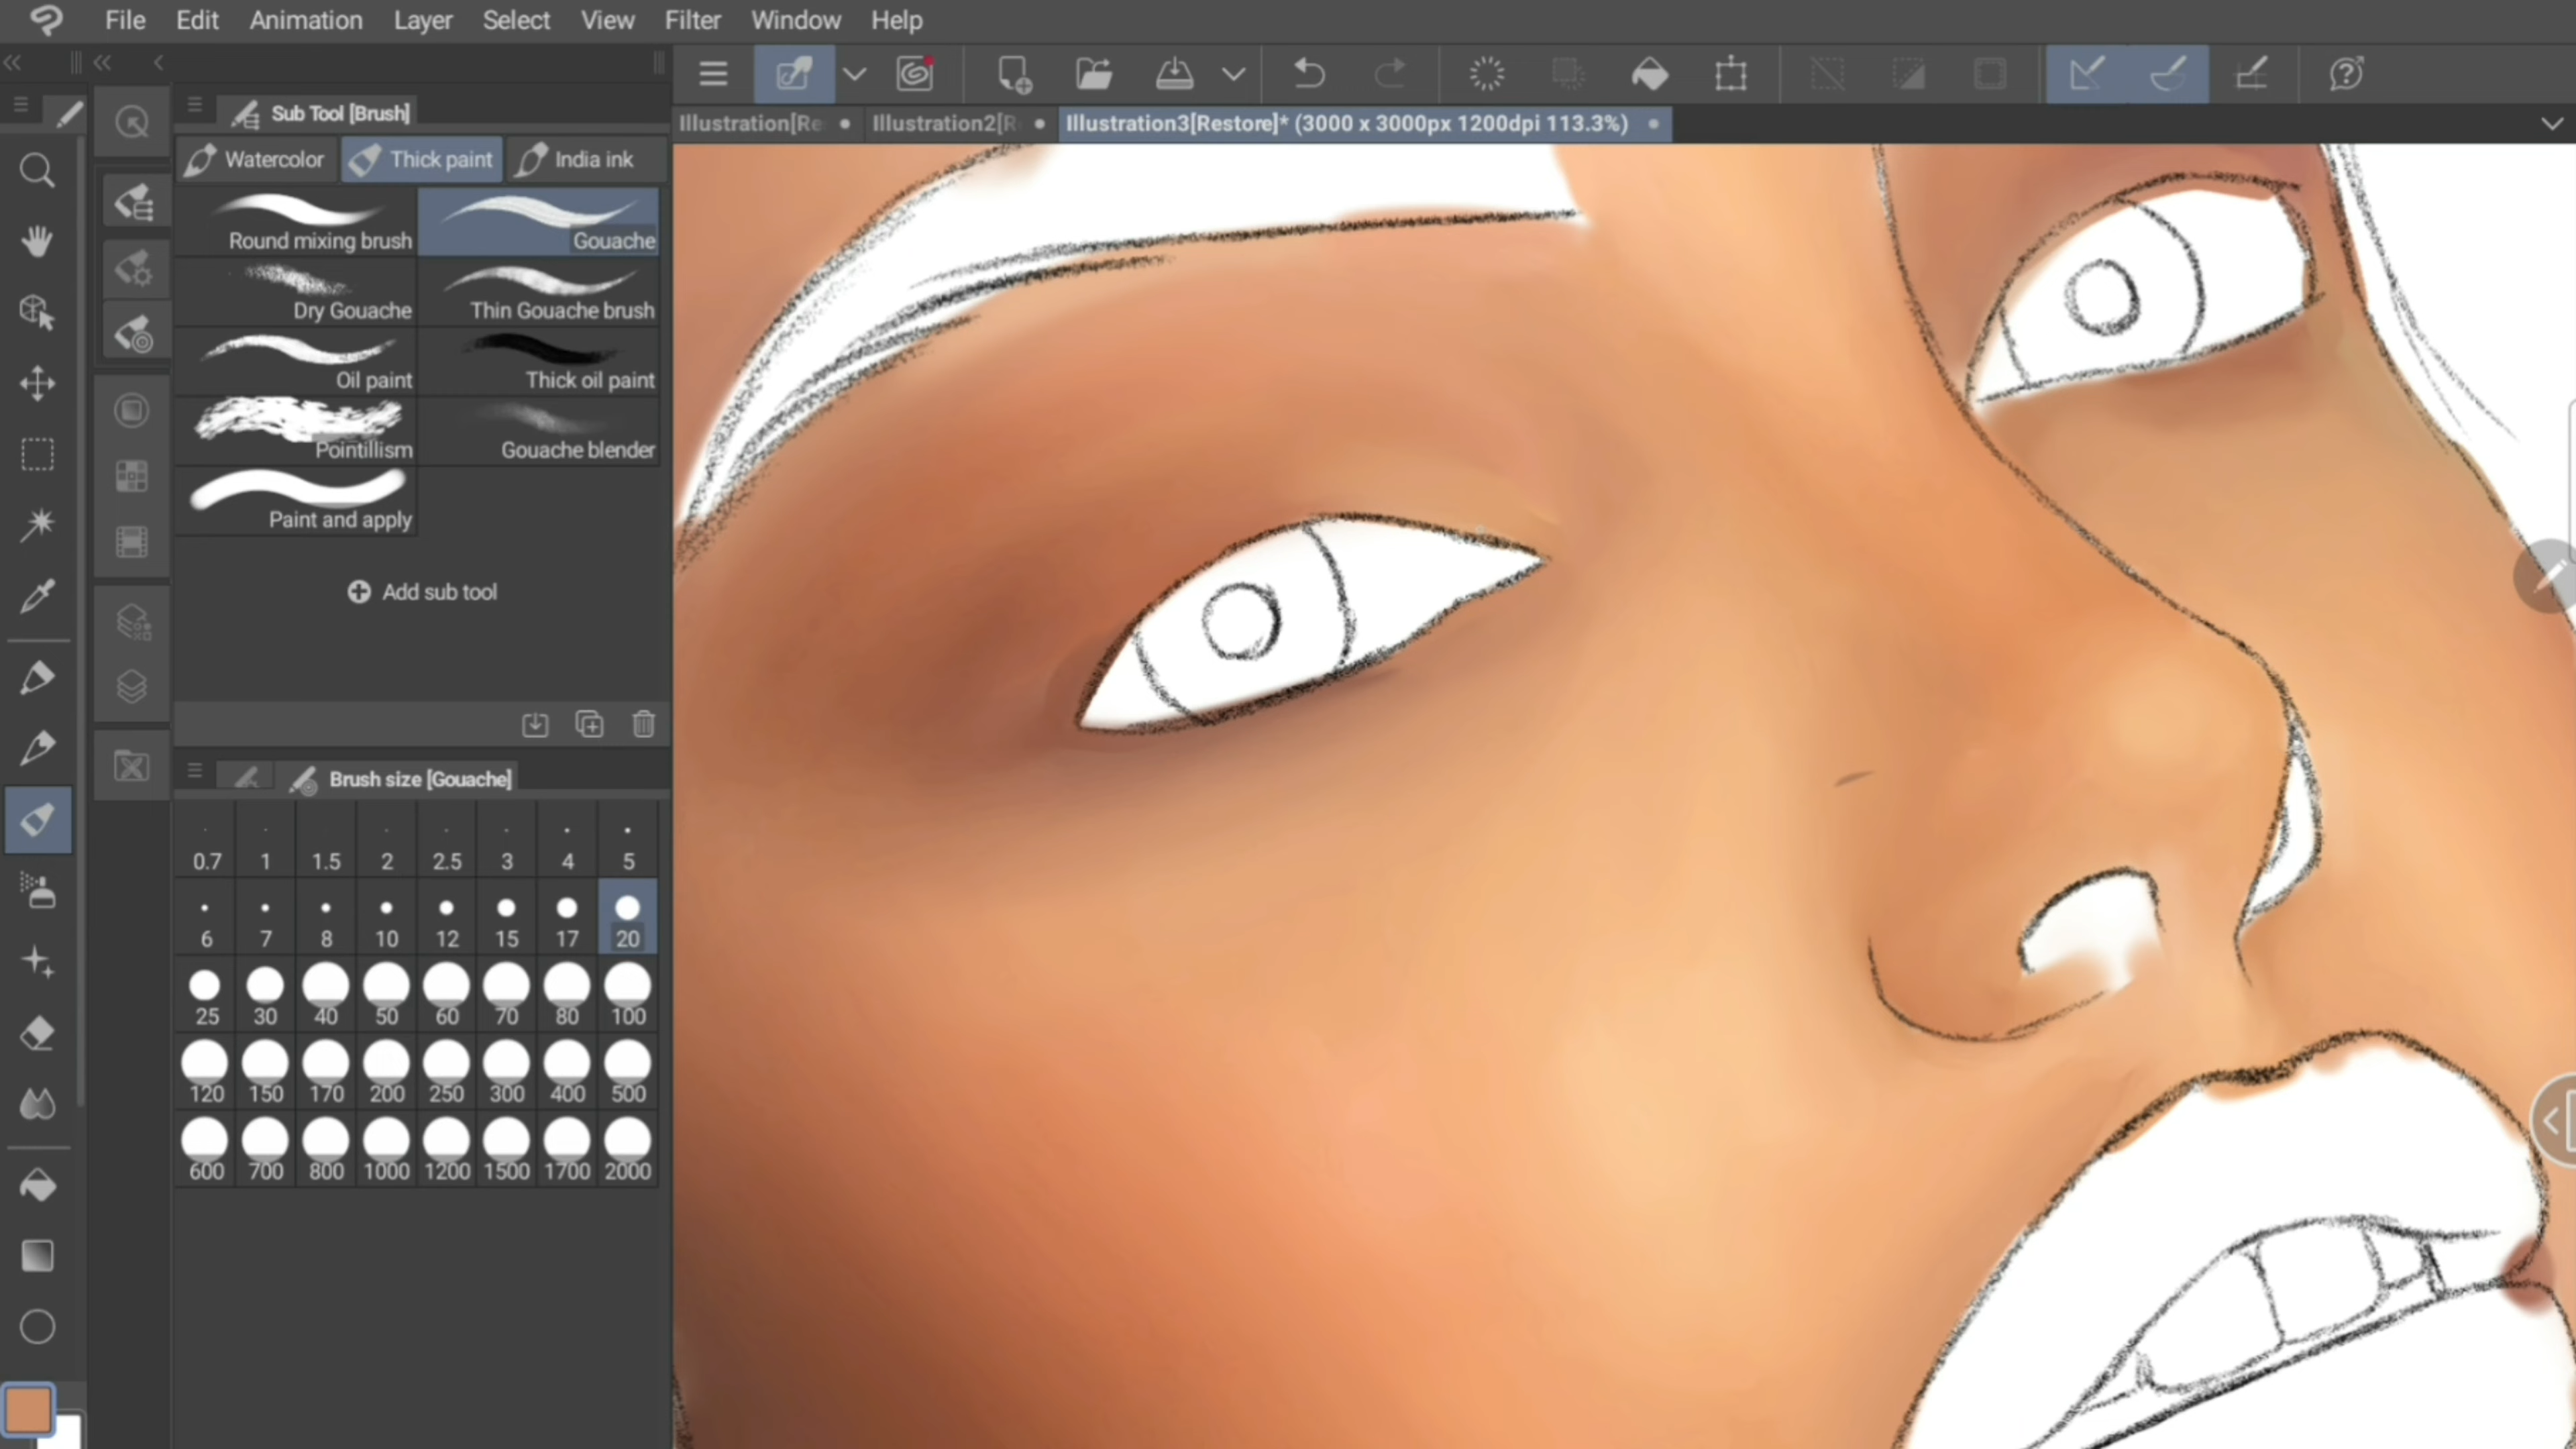 File Edit Animation Layer Select View Filter Window Help
Sub Tool [Brush]
Illustration[Re Illustration2[R Illustration3[Restore]* (3000 x 3000px 1200dpi 113.3%)
Watercolor Thick paint India ink
Round mixing brush Gouache
Dry Gouache Thin Gouache brush
Oil paint Thick oil paint
Pointillism Gouache blender
Paint and apply
Add sub tool
Brush size [Gouache]
0.7 1 1.5 2 2.5 3 4 5
6 7 8 10 12 15 17 20
25 30 40 50 60 70 80 100
120 150 170 200 250 300 400 500
600 700 800 1000 1200 1500 1700 2000